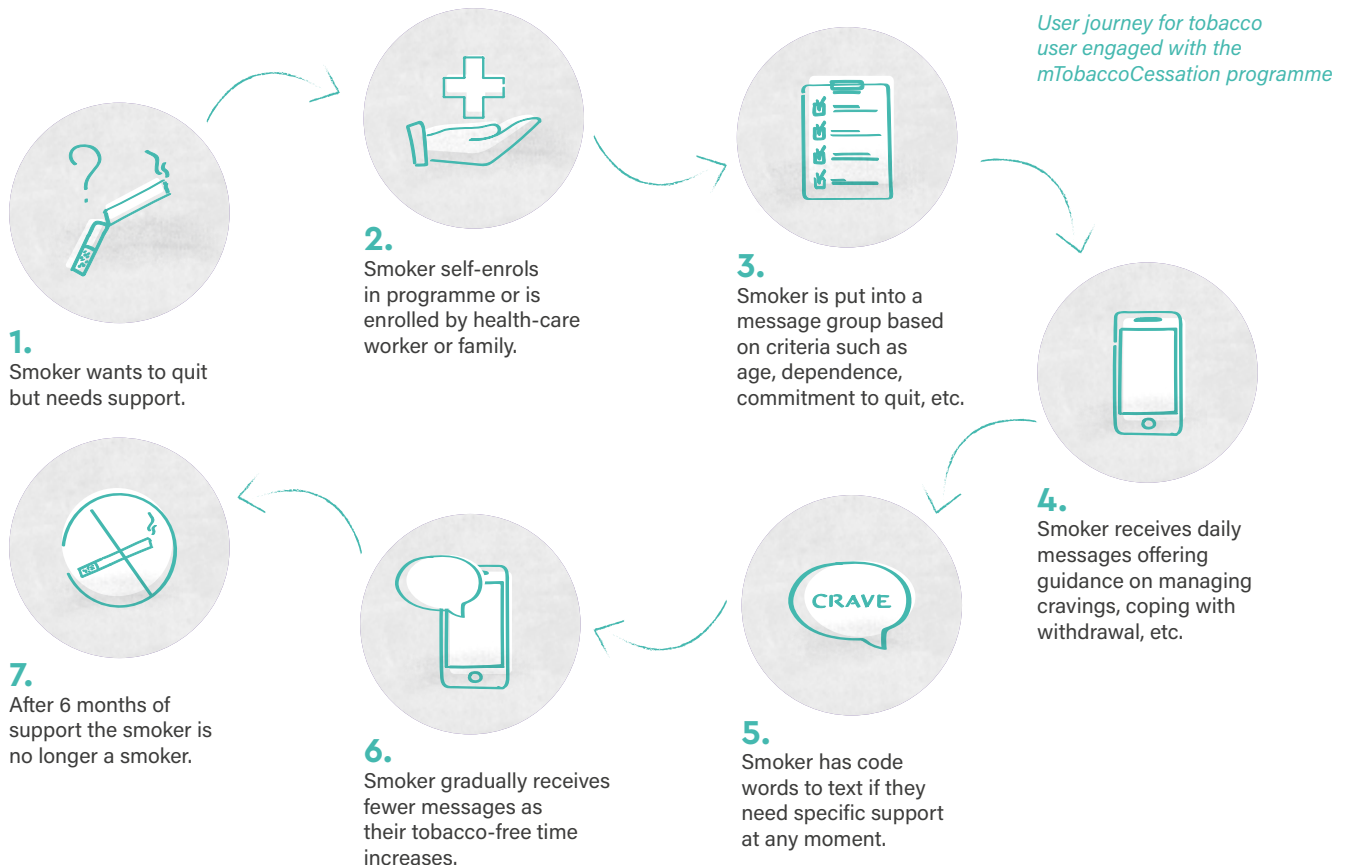 User journey for tobacco
user engaged with the
mTobaccoCessation programme
1.
Smoker wants to quit
but needs support.
2.
Smoker self-enrols
in programme or is
enrolled by health-care
worker or family.
3.
Smoker is put into a
message group based
on criteria such as
age, dependence,
commitment to quit, etc.
4.
Smoker receives daily
messages offering
guidance on managing
cravings, coping with
withdrawal, etc.
CRAVE
5.
Smoker has code
words to text if they
need specific support
at any moment.
6.
Smoker gradually receives
fewer messages as
their tobacco-free time
increases.
7.
After 6 months of
support the smoker is
no longer a smoker.